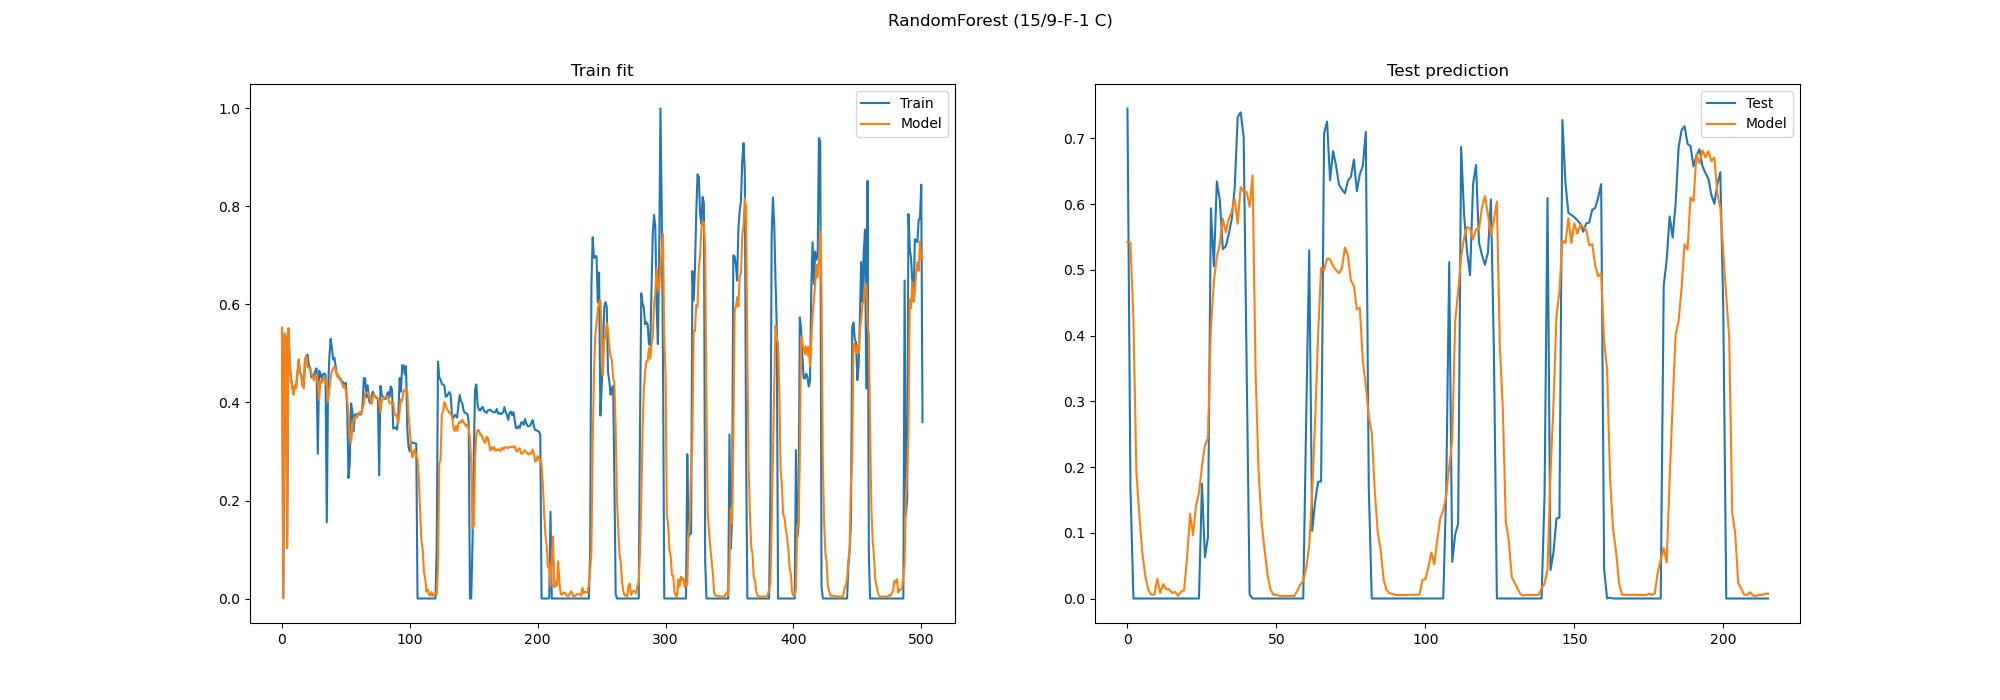 RandomForest (15/9-F-1 C)
Train fit
Test prediction
Train
Model
Test
Model
1.0
0.8
0.6
0.4
0.2
0.0
0 100 200 300 400 500
0.7
0.6
0.5
0.4
0.3
0.2
0.1
0.0
0 50 100 150 200